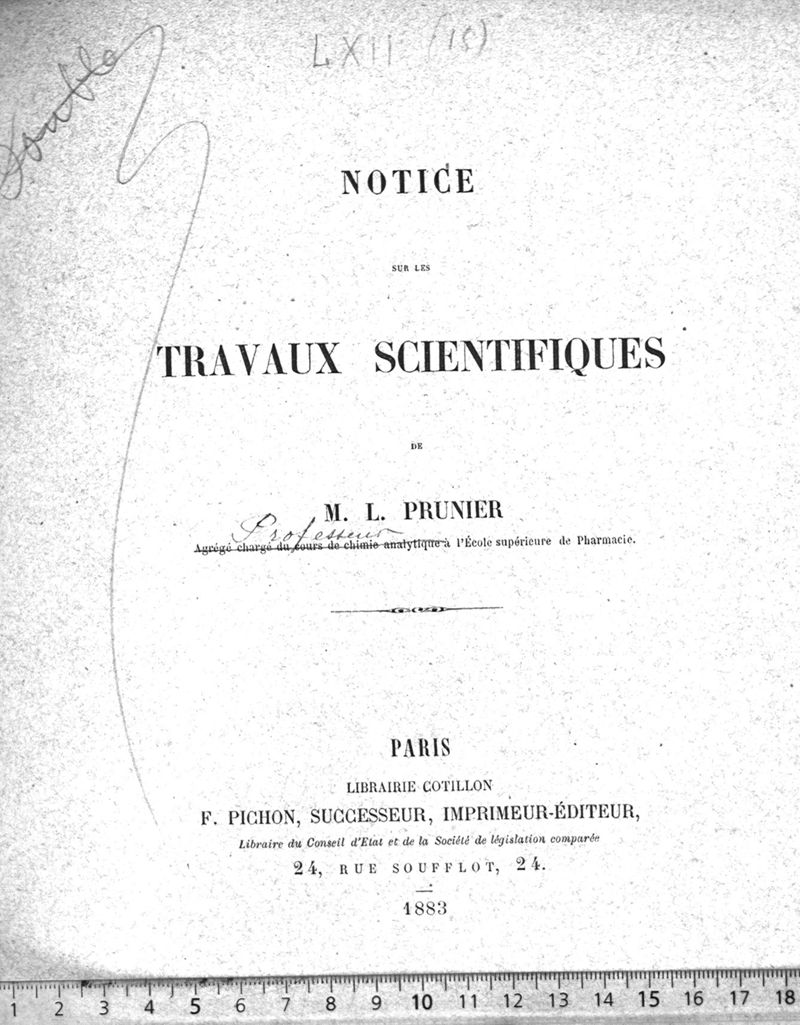 LXII (15)
Double
NOTICE
SUR LES
TRAVAUX SCIENTIFIQUES
DE
M. L. PRUNIER
Professeur
Agrégé chargé du cours de chimie analytique à l'École supérieure de Pharmacie.
PARIS
LIBRAIRIE COTILLON
F. PICHON, SUCCESSEUR, IMPRIMEUR-ÉDITEUR,
Libraire du Conseil d'Etat et de la Société de législation comparée
24, RUE SOUFFLOT, 24.
1883
1 2 3 4 5 6 7 8 9 10 11 12 13 14 15 16 17 18